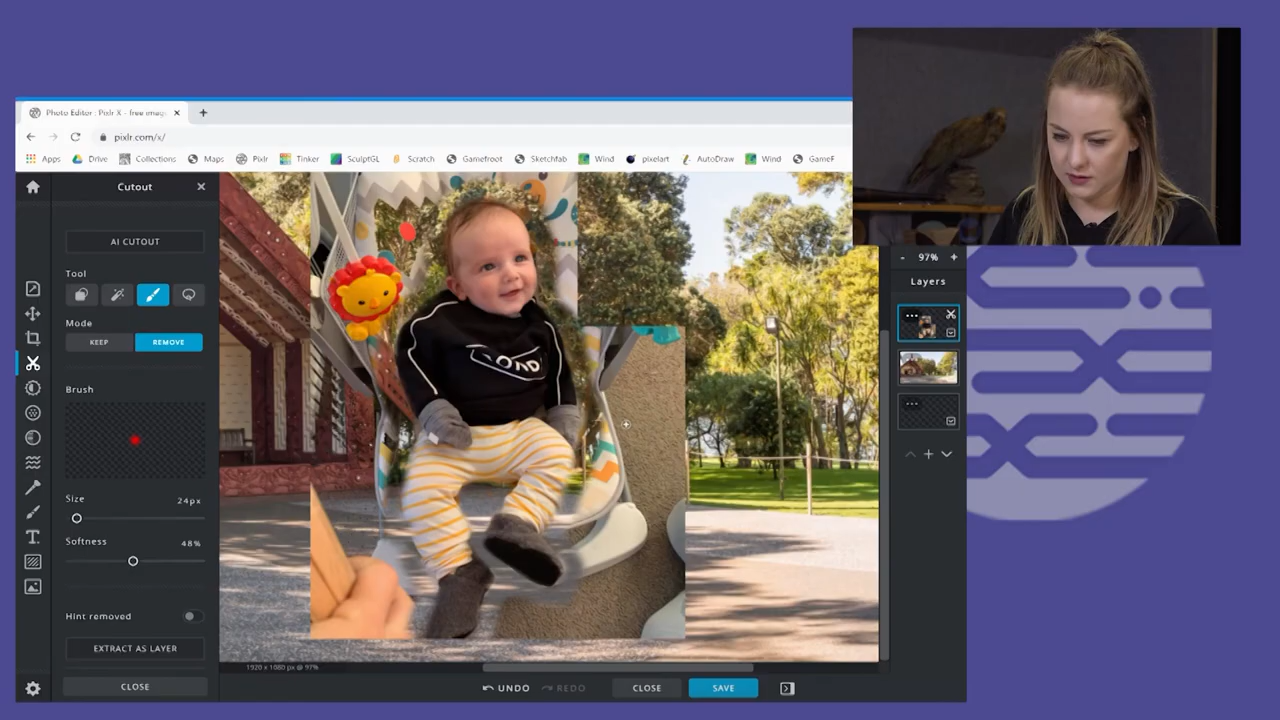 Photo Editor : Pixlr X - free imag
pixlr.com/x/
Apps Drive Collections Maps Pixlr Tinker SculptGL Scratch Gamefroot Sketchfab Wind pixelart AutoDraw Wind GameF
Cutout
AI CUTOUT
Tool
Mode
KEEP REMOVE
Brush
Size
24px
Softness
48%
Hint removed
EXTRACT AS LAYER
CLOSE
1920 x 1080 px @ 97%
UNDO REDO CLOSE SAVE
- 97% +
Layers